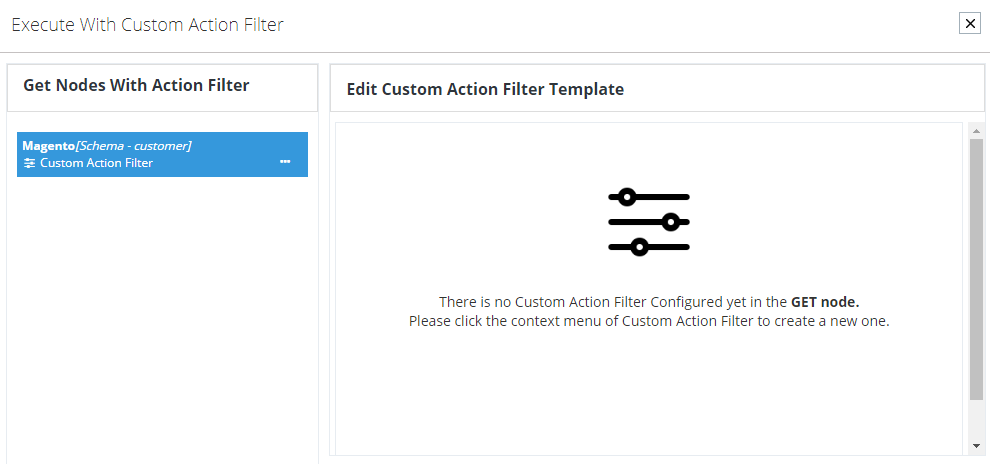 Execute With Custom Action Filter
Get Nodes With Action Filter
Edit Custom Action Filter Template
Magento[Schema - customer]
Custom Action Filter
There is no Custom Action Filter Configured yet in the GET node.
Please click the context menu of Custom Action Filter to create a new one.